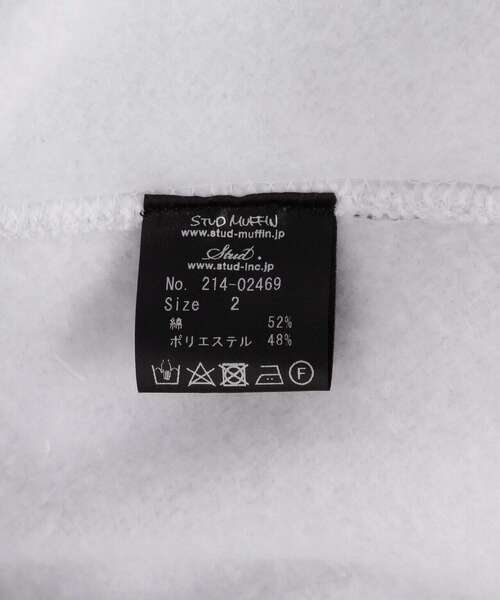 STUD MUFFIN
www.stud-muffin.jp
Stud.
www.stud-inc.jp
No. 214-02469
Size 2
綿 52%
ポリエステル 48%
F